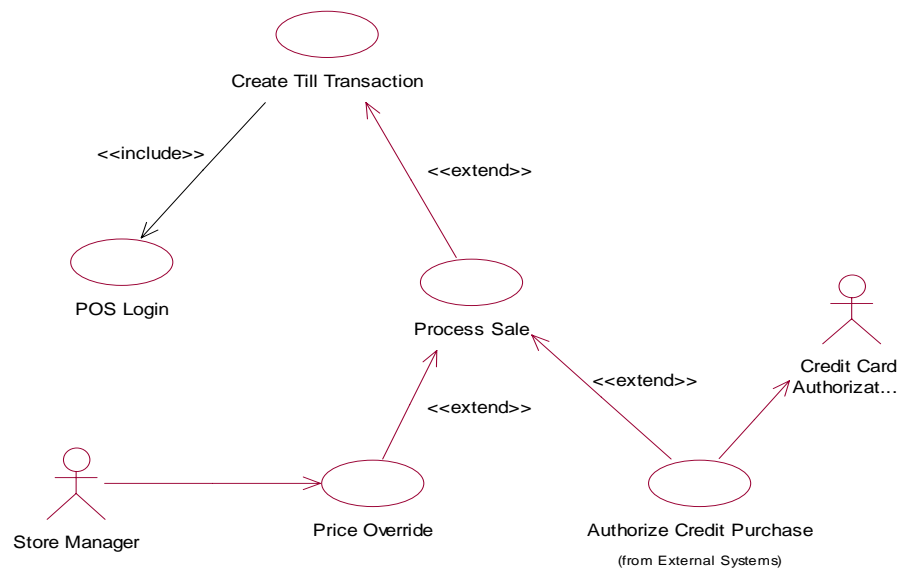 Create Till Transaction
<<include>>
<<extend>>
POS Login
Process Sale
Credit Card
Authorizat...
<<extend>>
<<extend>>
Store Manager
Price Override
Authorize Credit Purchase
(from External Systems)